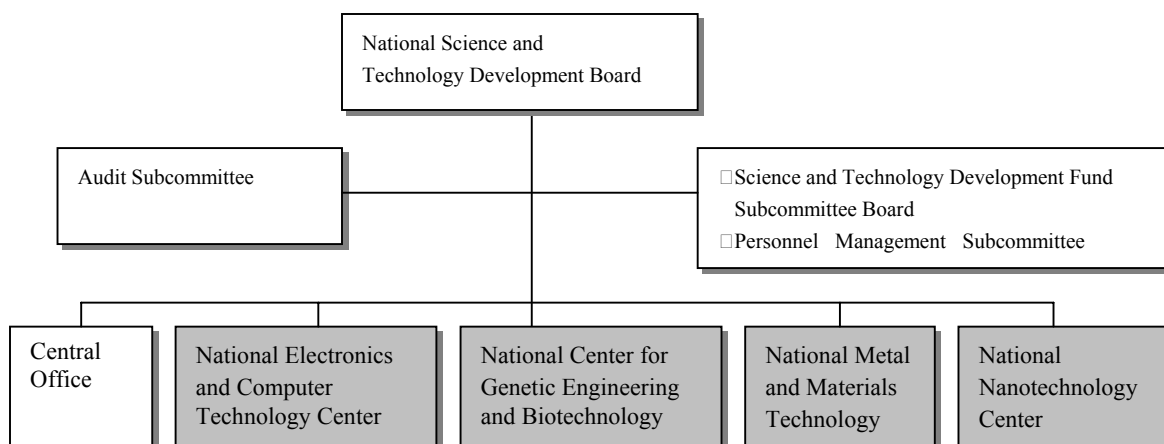 National Science and
Technology Development Board
Audit Subcommittee
□Science and Technology Development Fund
Subcommittee Board
□Personnel Management Subcommittee
Central
Office
National Electronics
and Computer
Technology Center
National Center for
Genetic Engineering
and Biotechnology
National Metal
and Materials
Technology
National
Nanotechnology
Center